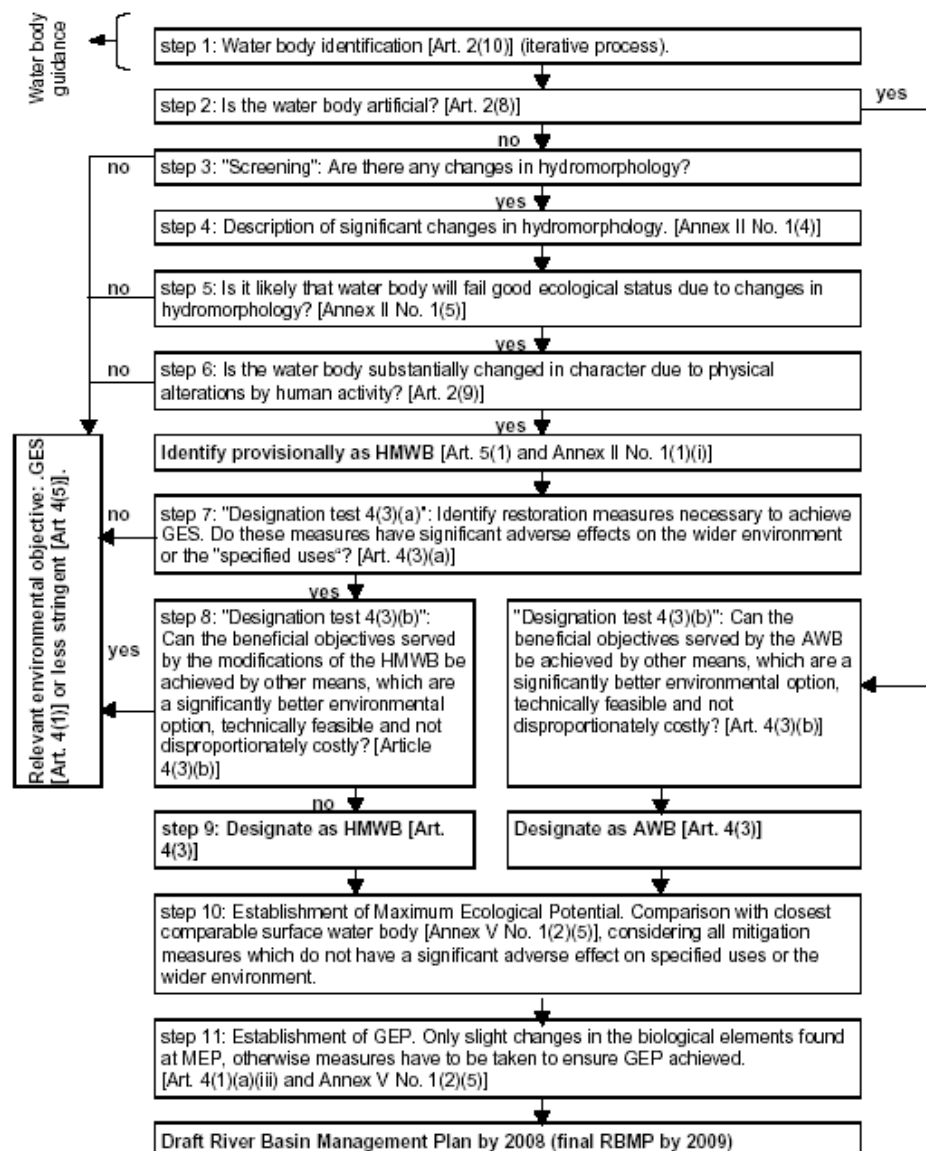 Water body
guidance
step 1: Water body identification [Art. 2(10)] (iterative process).
step 2: Is the water body artificial? [Art. 2(8)]
yes
no
no
step 3: "Screening": Are there any changes in hydromorphology?
yes
step 4: Description of significant changes in hydromorphology. [Annex II No. 1(4)]
no
step 5: Is it likely that water body will fail good ecological status due to changes in
hydromorphology? [Annex II No. 1(5)]
yes
no
step 6: Is the water body substantially changed in character due to physical
alterations by human activity? [Art. 2(9)]
yes
Identify provisionally as HMWB [Art. 5(1) and Annex II No. 1(1)(i)]
Relevant environmental objective: .GES
[Art. 4(1)] or less stringent [Art 4(5)].
no
step 7: "Designation test 4(3)(a)": Identify restoration measures necessary to achieve
GES. Do these measures have significant adverse effects on the wider environment
or the "specified uses“? [Art. 4(3)(a)]
yes
yes
step 8: "Designation test 4(3)(b)":
Can the beneficial objectives served
by the modifications of the HMWB be
achieved by other means, which are
a significantly better environmental
option, technically feasible and not
disproportionately costly? [Article
4(3)(b)]
"Designation test 4(3)(b)": Can the
beneficial objectives served by the AWB
be achieved by other means, which are a
significantly better environmental option,
technically feasible and not
disproportionately costly? [Art. 4(3)(b)]
no
step 9: Designate as HMWB [Art.
4(3)]
Designate as AWB [Art. 4(3)]
step 10: Establishment of Maximum Ecological Potential. Comparison with closest
comparable surface water body [Annex V No. 1(2)(5)], considering all mitigation
measures which do not have a significant adverse effect on specified uses or the
wider environment.
step 11: Establishment of GEP. Only slight changes in the biological elements found
at MEP, otherwise measures have to be taken to ensure GEP achieved.
[Art. 4(1)(a)(iii) and Annex V No. 1(2)(5)]
Draft River Basin Management Plan by 2008 (final RBMP by 2009)